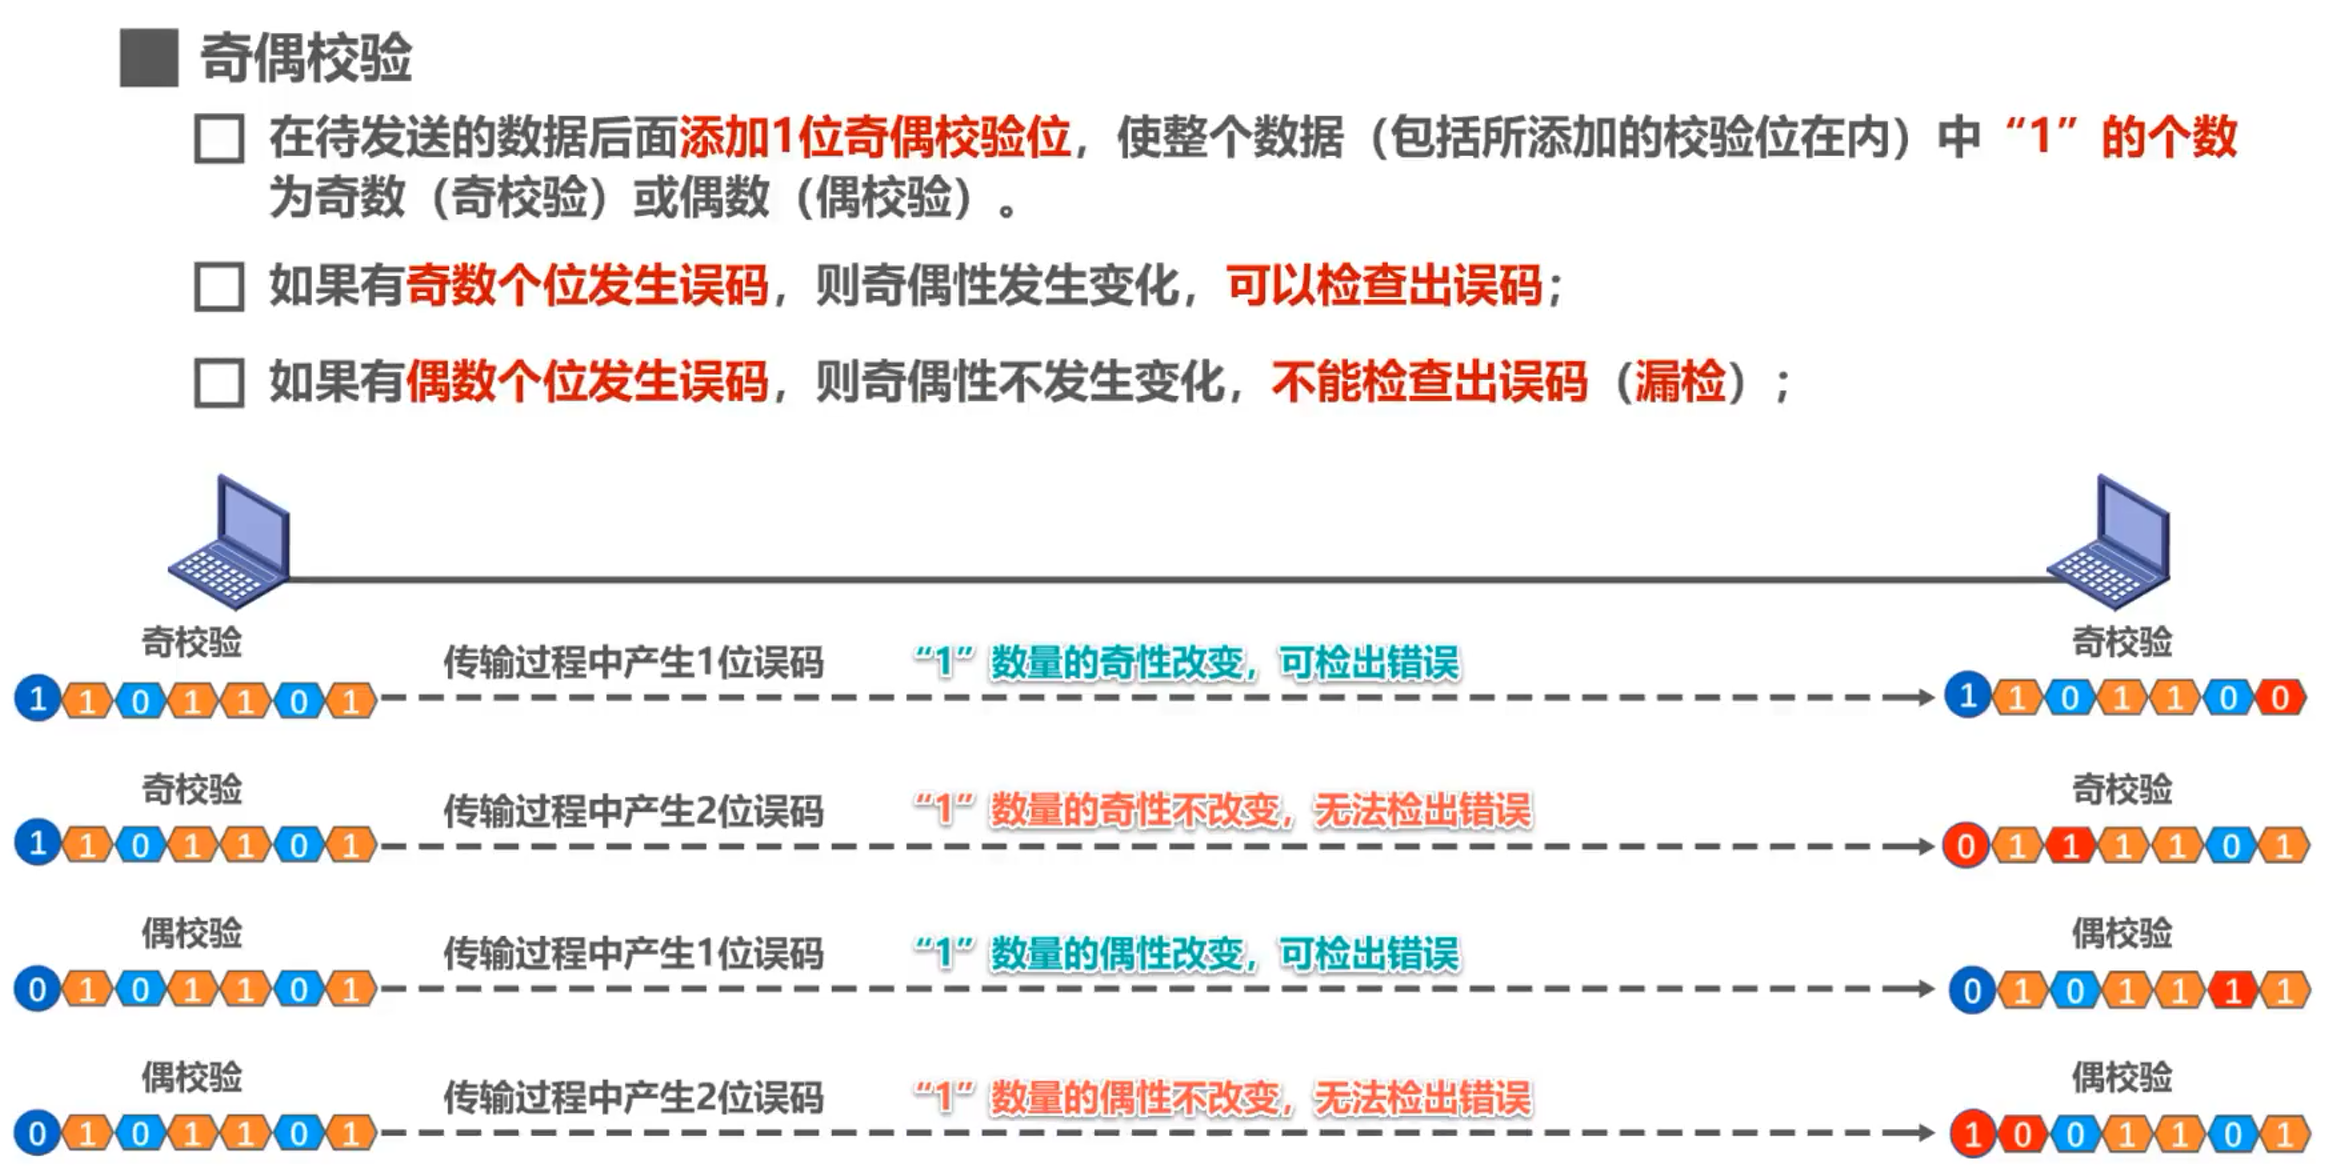 奇偶校验
在待发送的数据后面添加1位奇偶校验位，使整个数据（包括所添加的校验位在内）中“1”的个数
为奇数（奇校验）或偶数（偶校验）。
如果有奇数个位发生误码，则奇偶性发生变化，可以检查出误码；
如果有偶数个位发生误码，则奇偶性不发生变化，不能检查出误码（漏检）；
奇校验 传输过程中产生1位误码 “1”数量的奇性改变，可检出错误 奇校验
1 1 0 1 1 0 1 1 1 0 1 1 0 0
奇校验 传输过程中产生2位误码 “1”数量的奇性不改变，无法检出错误 奇校验
1 1 0 1 1 0 1 0 1 1 1 1 0 1
偶校验 传输过程中产生1位误码 “1”数量的偶性改变，可检出错误 偶校验
0 1 0 1 1 0 1 0 1 0 1 1 1 1
偶校验 传输过程中产生2位误码 “1”数量的偶性不改变，无法检出错误 偶校验
0 1 0 1 1 0 1 1 0 0 1 1 0 1